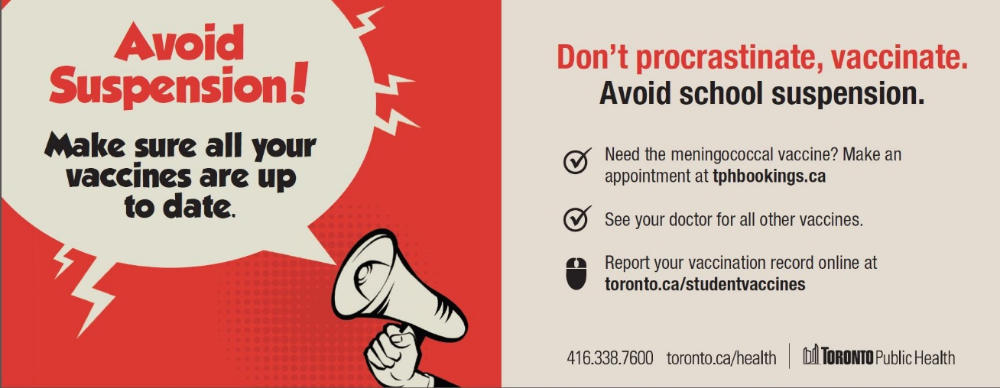 Avoid
Suspension!
Make sure all your
vaccines are up
to date.
Don't procrastinate, vaccinate.
Avoid school suspension.
Need the meningococcal vaccine? Make an
appointment at tphbookings.ca
See your doctor for all other vaccines.
Report your vaccination record online at
toronto.ca/studentvaccines
416.338.7600 toronto.ca/health | TORONTO Public Health